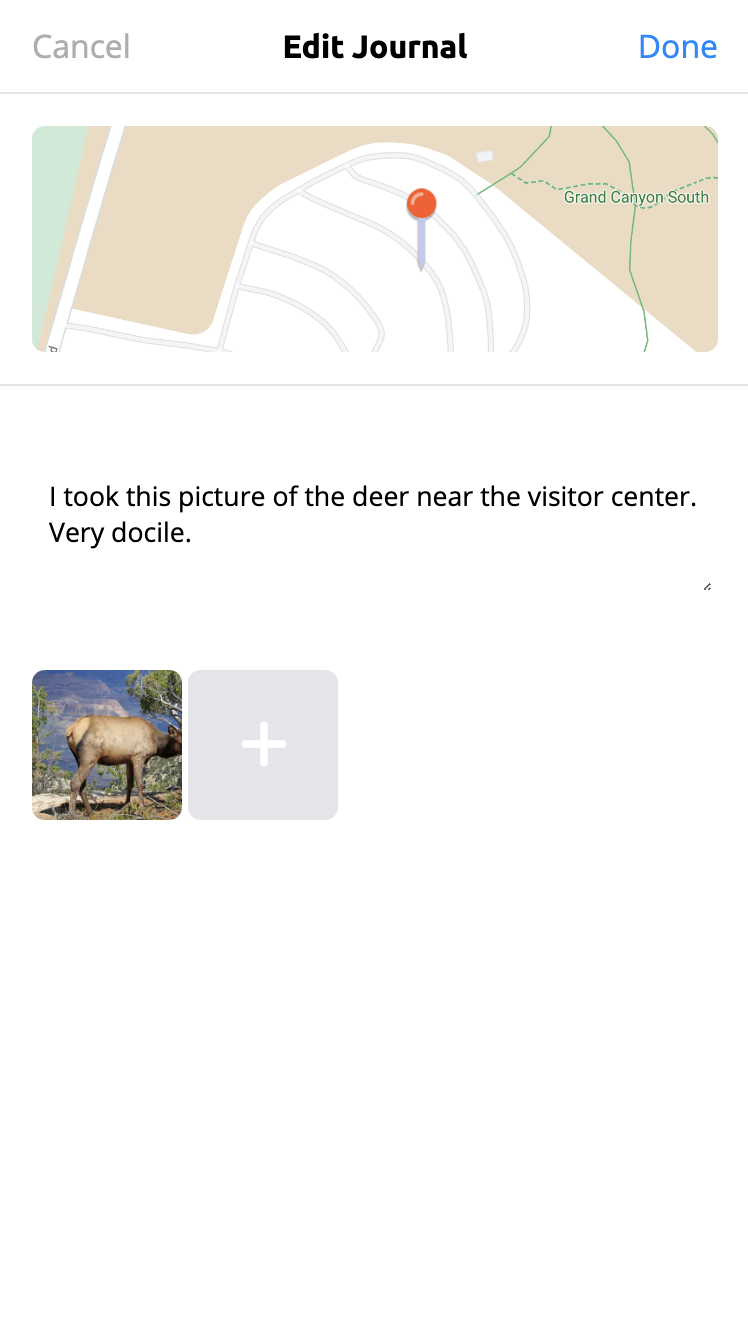 Cancel
Edit Journal
Done
Grand Canyon South
I took this picture of the deer near the visitor center.
Very docile.